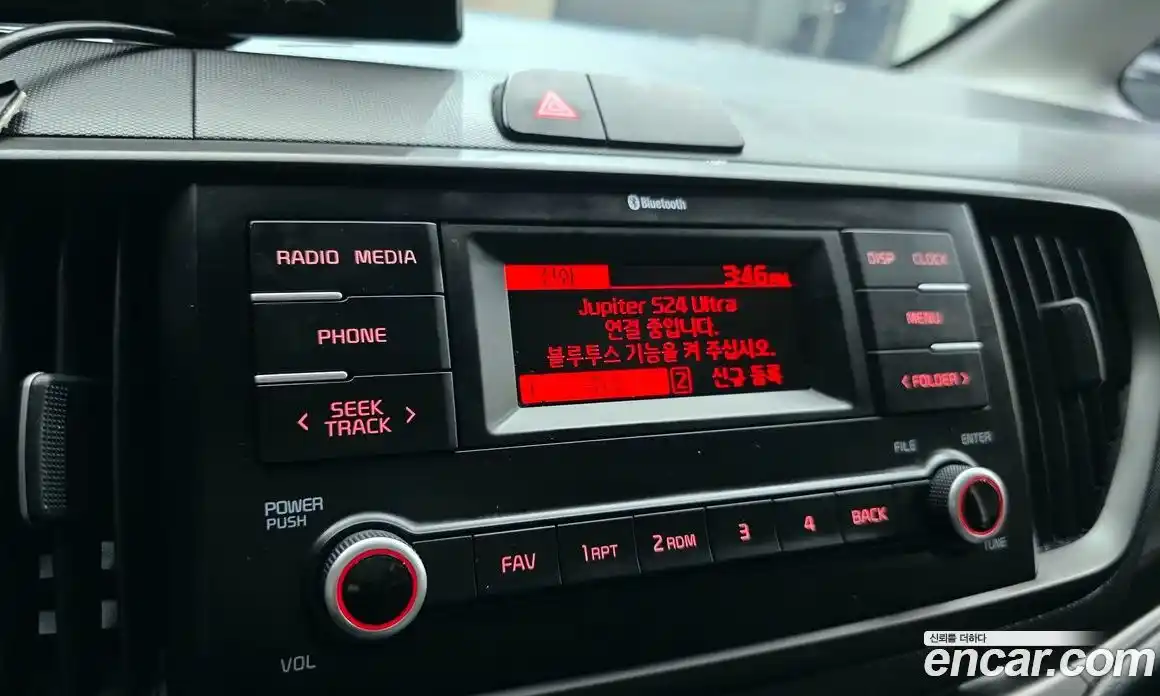 Bluetooth
RADIO MEDIA
PHONE
< SEEK TRACK >
전화 3:46 PM
Jupiter S24 Ultra
연결 중입니다.
블루투스 기능을 켜 주십시오.
2 신규 등록
DISP CLOCK
MENU
< FOLDER >
POWER
PUSH
VOL
FAV
1 RPT
2 RDM
3
4
BACK
FILE
ENTER
TUNE
신뢰를 더하다
encar.com